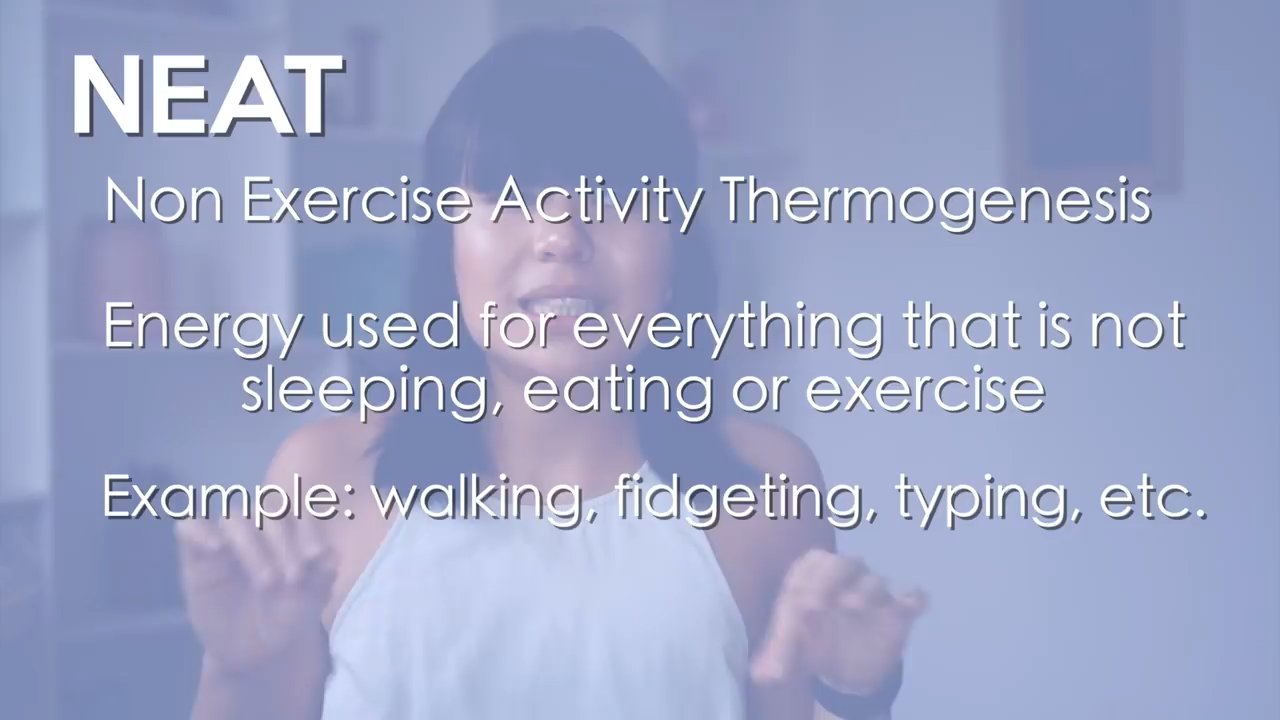 NEAT
Non Exercise Activity Thermogenesis
Energy used for everything that is not
sleeping, eating or exercise
Example: walking, fidgeting, typing, etc.